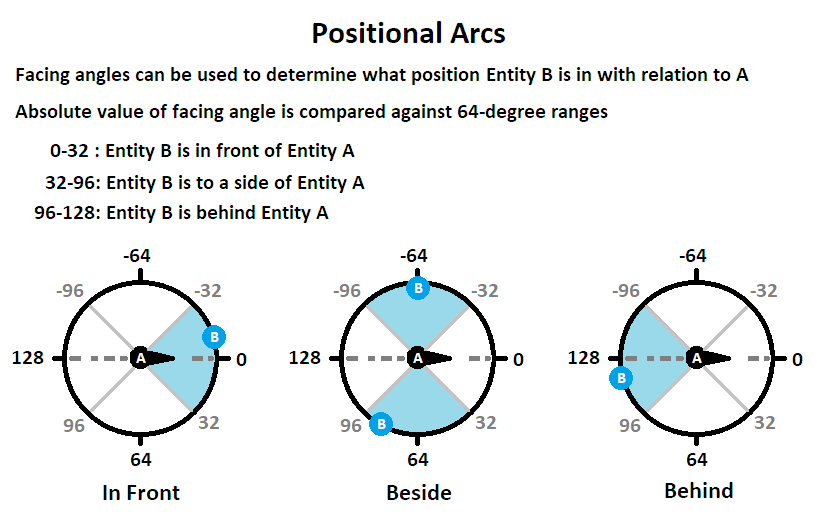 Positional Arcs
Facing angles can be used to determine what position Entity B is in with relation to A
Absolute value of facing angle is compared against 64-degree ranges
0-32 : Entity B is in front of Entity A
32-96: Entity B is to a side of Entity A
96-128: Entity B is behind Entity A
-64
-96
-32
B
128
A
0
96
32
64
In Front
-64
B
-96
-32
128
A
0
96
B
32
64
Beside
-64
-96
-32
128
A
0
B
96
32
64
Behind